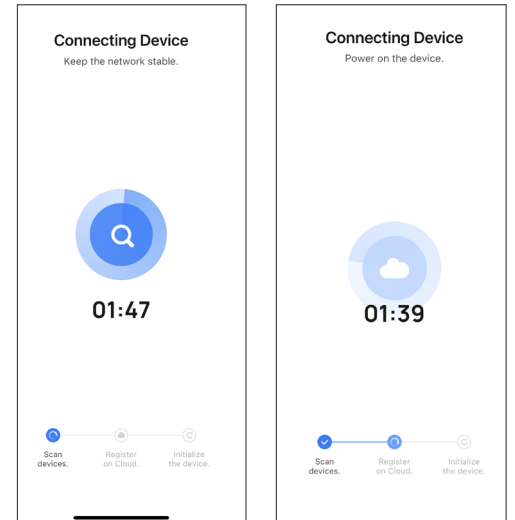 Connecting Device
Keep the network stable.
01:47
Scan
devices.
Register
on Cloud.
Initialize
the device.
Connecting Device
Power on the device.
01:39
Scan
devices.
Register
on Cloud.
Initialize
the device.